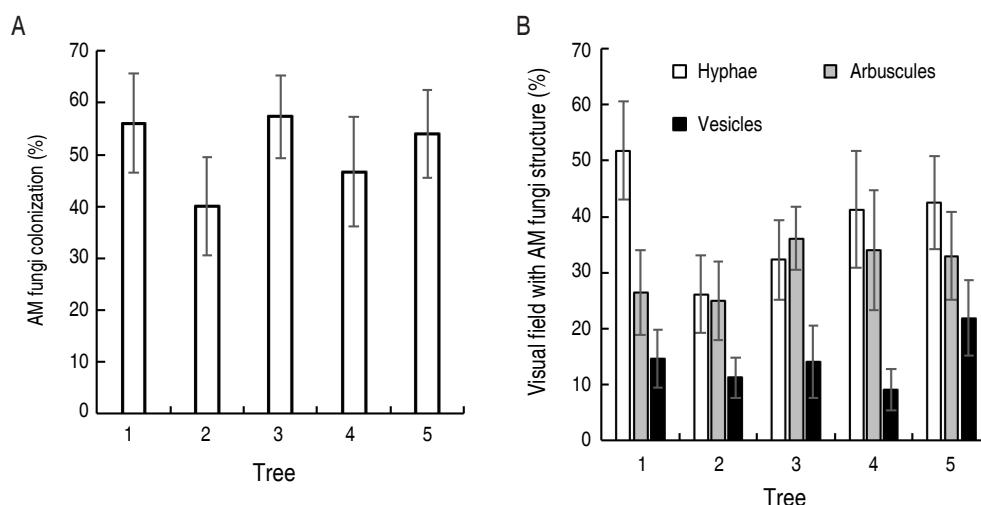 A
AM fungi colonization (%)
70
60
50
40
30
20
10
0
1 2 3 4 5
Tree
B
Visual field with AM fungi structure (%)
70
60
50
40
30
20
10
0
Hyphae
Arbuscules
Vesicles
1 2 3 4 5
Tree